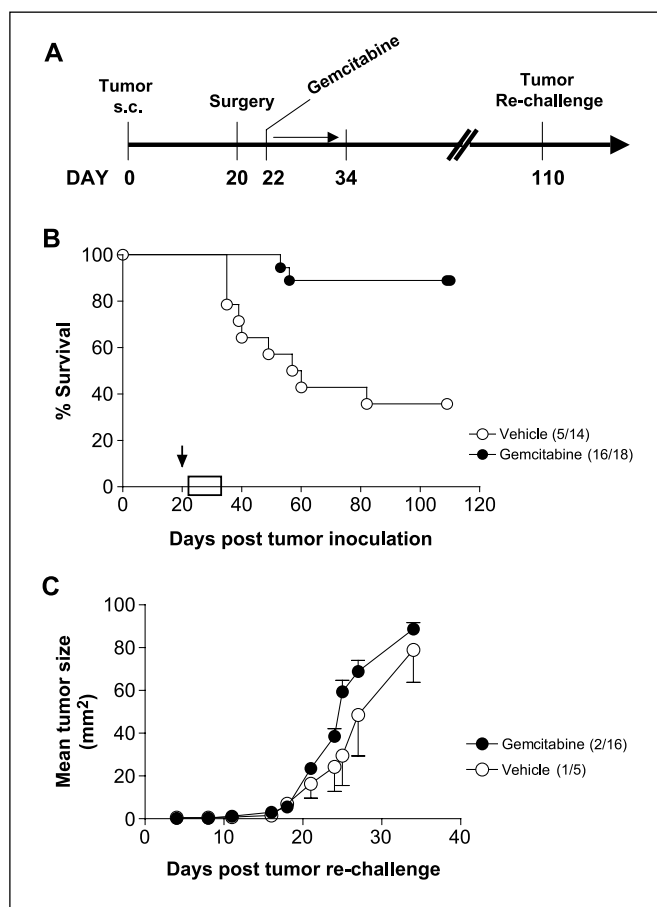 A
Tumor
s.c.
Surgery
Gemcitabine
Tumor
Re-challenge
DAY 0 20 22 34 110
B
% Survival
100
80
60
40
20
0
0 20 40 60 80 100 120
Days post tumor inoculation
Vehicle (5/14)
Gemcitabine (16/18)
C
Mean tumor size
(mm²)
100
80
60
40
20
0
0 10 20 30 40
Days post tumor re-challenge
Gemcitabine (2/16)
Vehicle (1/5)